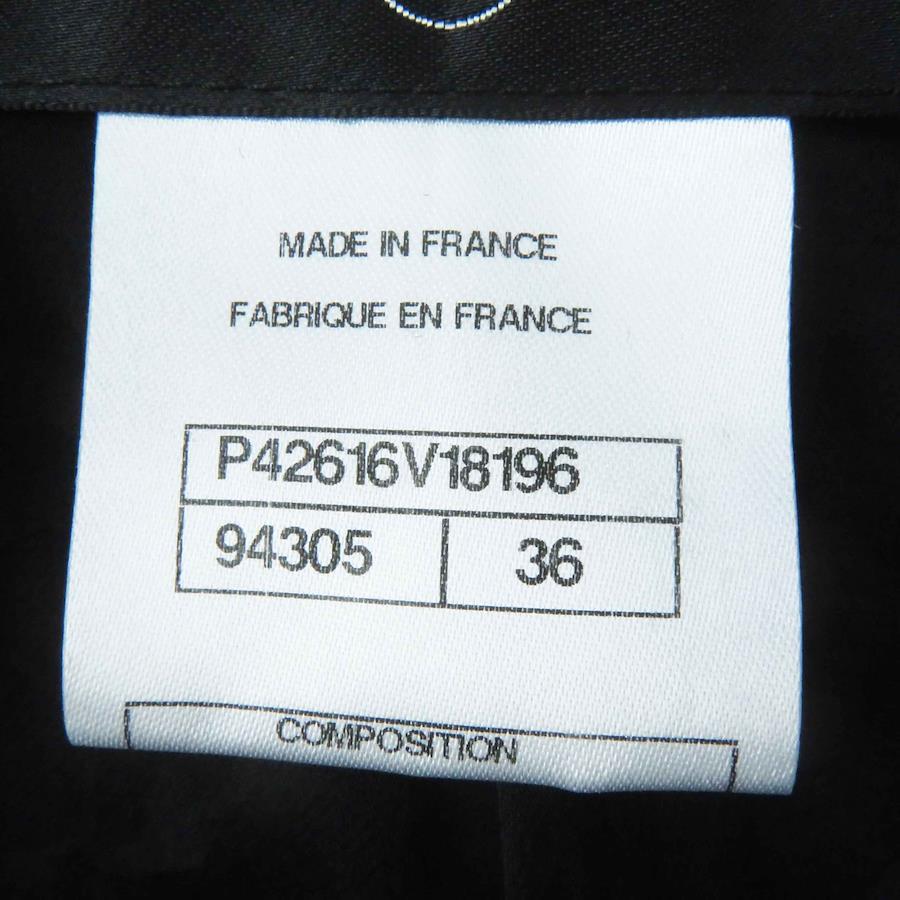 MADE IN FRANCE
FABRIQUE EN FRANCE
P42616V18196
94305 36
COMPOSITION